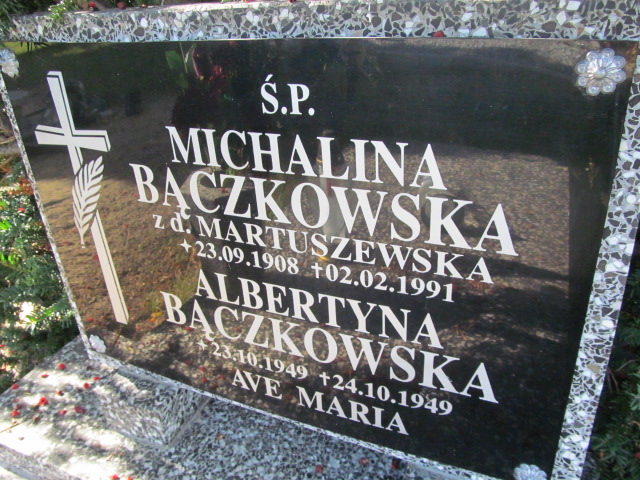 Ś.P.
MICHALINA
BĄCZKOWSKA
z d. MARTUSZEWSKA
+23.09.1908 +02.02.1991
ALBERTYNA
BĄCZKOWSKA
+23.10.1949 +24.10.1949
AVE MARIA